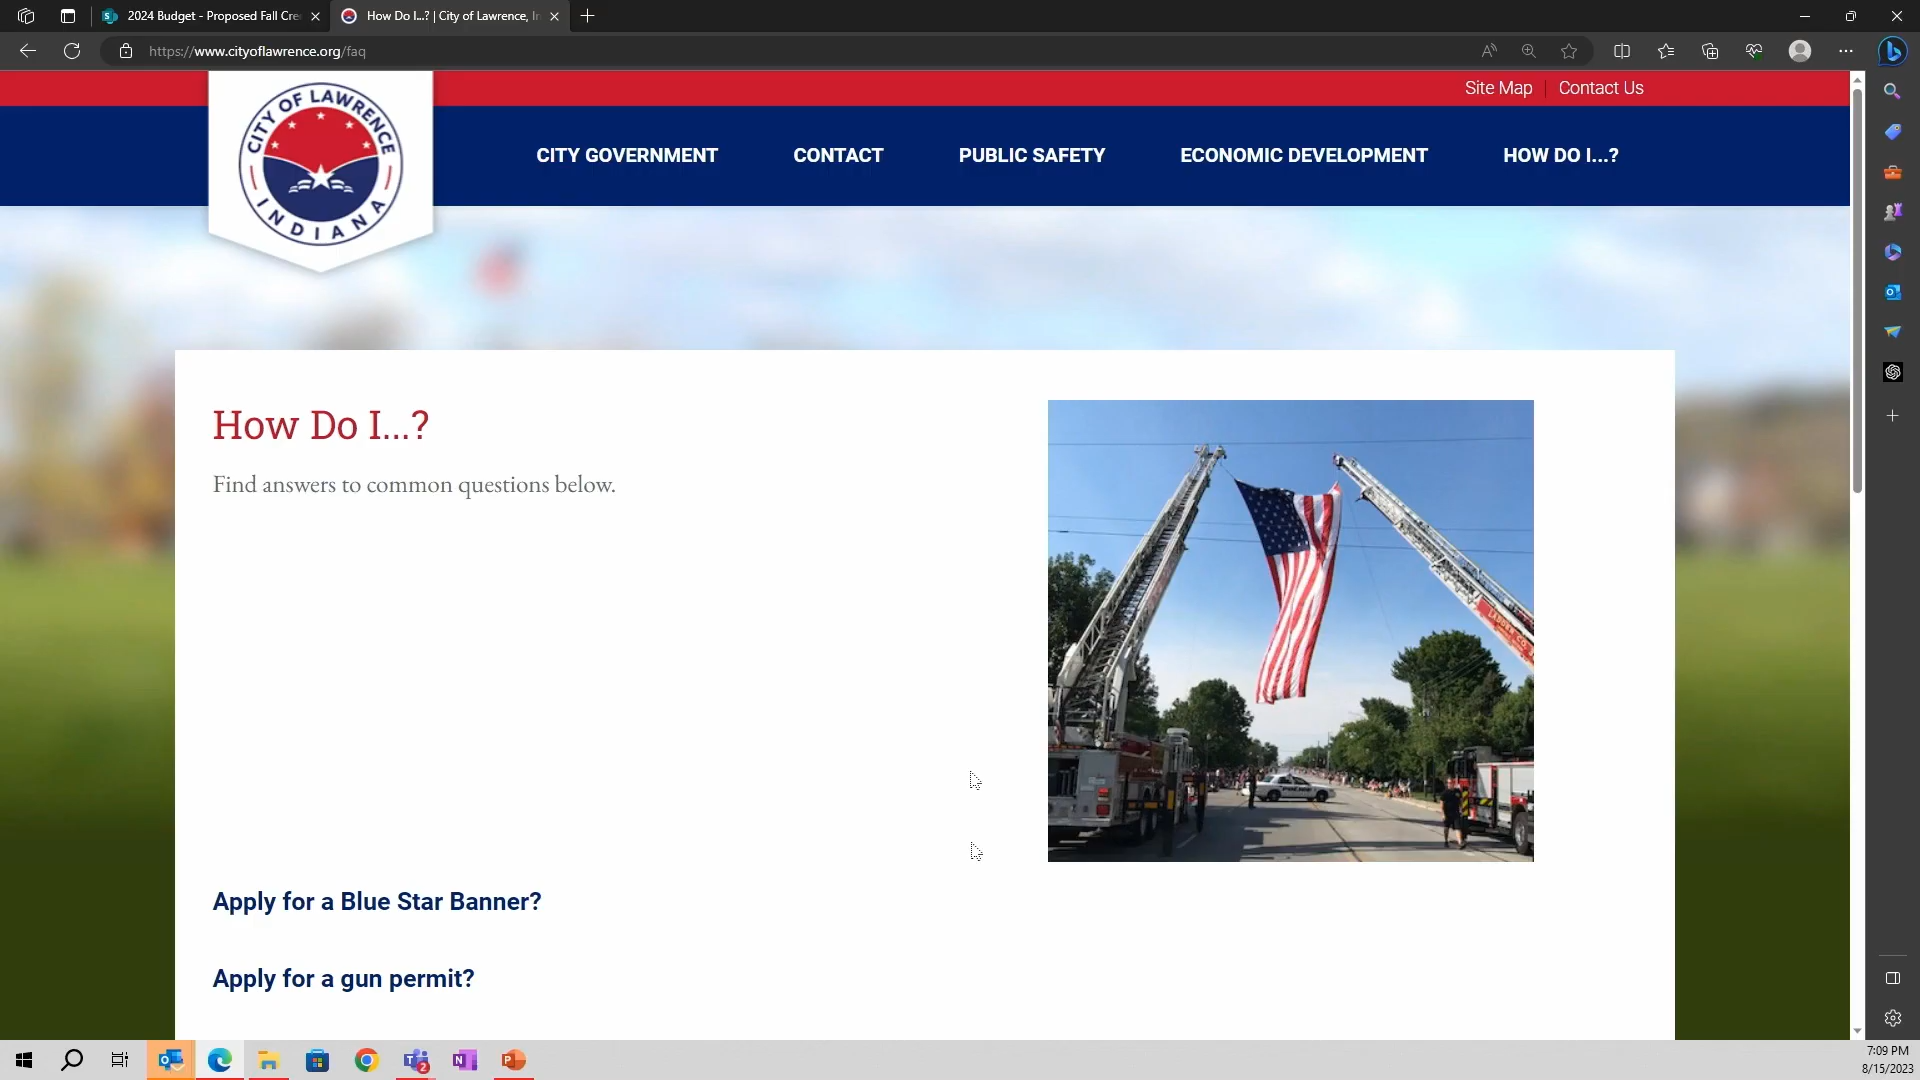 2024 Budget - Proposed Fall Cre
How Do I...? | City of Lawrence, In
https://www.cityoflawrence.org/faq
Site Map
Contact Us
CITY OF LAWRENCE
INDIANA
CITY GOVERNMENT
CONTACT
PUBLIC SAFETY
ECONOMIC DEVELOPMENT
HOW DO I...?
How Do I...?
Find answers to common questions below.
Apply for a Blue Star Banner?
Apply for a gun permit?
2
7:09 PM
8/15/2023